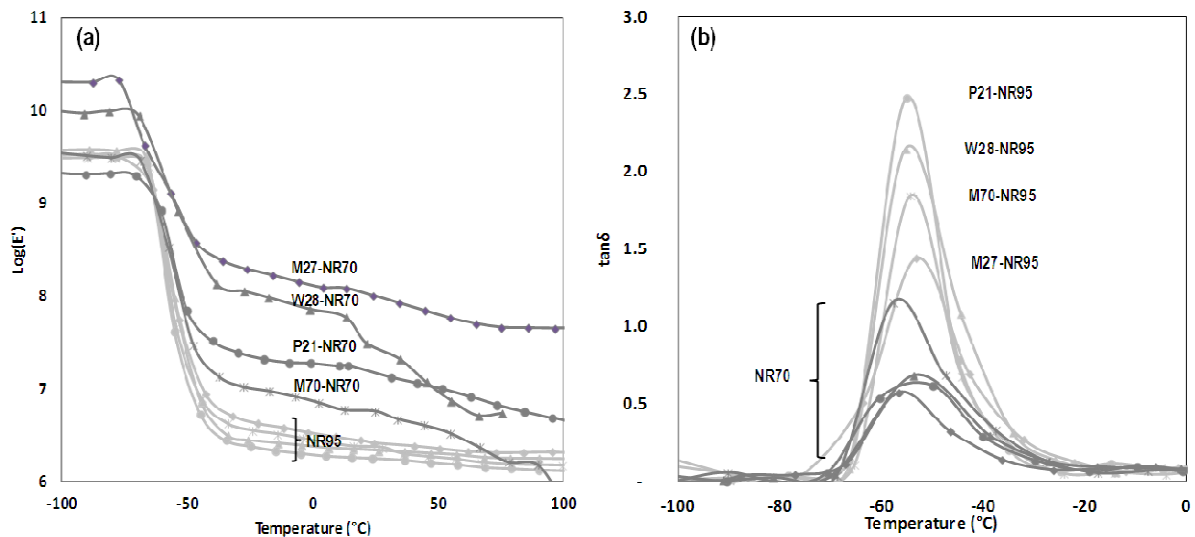 (a)
11
10
9
8
7
6
Log(E')
M27-NR70
W28-NR70
P21-NR70
M70-NR70
NR95
-100
-50
0
50
100
Temperature (°C)
(b)
3.0
2.5
2.0
1.5
1.0
0.5
-
tanδ
P21-NR95
W28-NR95
M70-NR95
M27-NR95
NR70
-100
-80
-60
-40
-20
0
Temperature (°C)